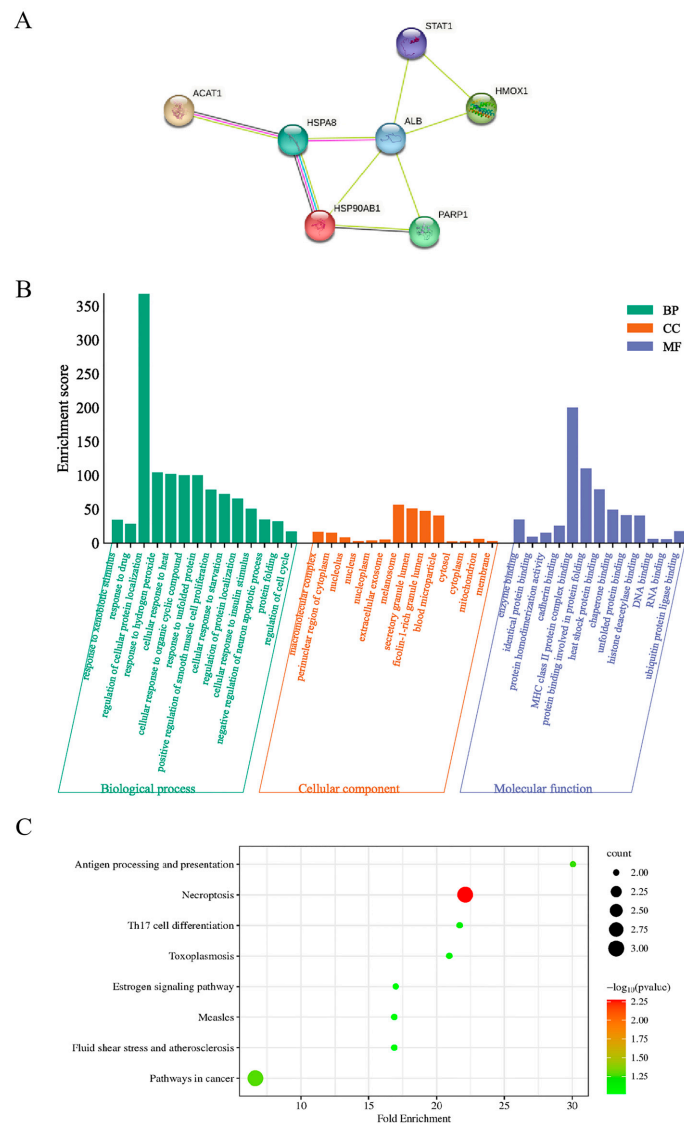 A
STAT1
ACAT1
HMOX1
HSPA8
ALB
HSP90AB1
PARP1
B
350
300
250
200
150
100
50
0
Enrichment score
BP
CC
MF
response to xenobiotic stimulus
response to drug
regulation of cellular protein localization
response to hydrogen peroxide
cellular response to heat
cellular response to organic cyclic compound
response to unfolded protein
positive regulation of smooth muscle cell proliferation
cellular response to starvation
regulation of protein localization
cellular response to insulin stimulus
negative regulation of neuron apoptotic process
protein folding
regulation of cell cycle
macromolecular complex
perinuclear region of cytoplasm
nucleolus
nucleus
nucleoplasm
extracellular exosome
melanosome
secretory granule lumen
ficolin-1-rich granule lumen
blood microparticle
cytosol
cytoplasm
mitochondrion
membrane
enzyme binding
identical protein binding
protein homodimerization activity
cadherin binding
MHC class II protein complex binding
protein binding involved in protein folding
heat shock protein binding
chaperone binding
unfolded protein binding
histone deacetylase binding
DNA binding
RNA binding
ubiquitin protein ligase binding
Biological process
Cellular component
Molecular function
C
Antigen processing and presentation
Necroptosis
Th17 cell differentiation
Toxoplasmosis
Estrogen signaling pathway
Measles
Fluid shear stress and atherosclerosis
Pathways in cancer
10
15
20
25
30
Fold Enrichment
count
2.00
2.25
2.50
2.75
3.00
−log10(pvalue)
2.25
2.00
1.75
1.50
1.25